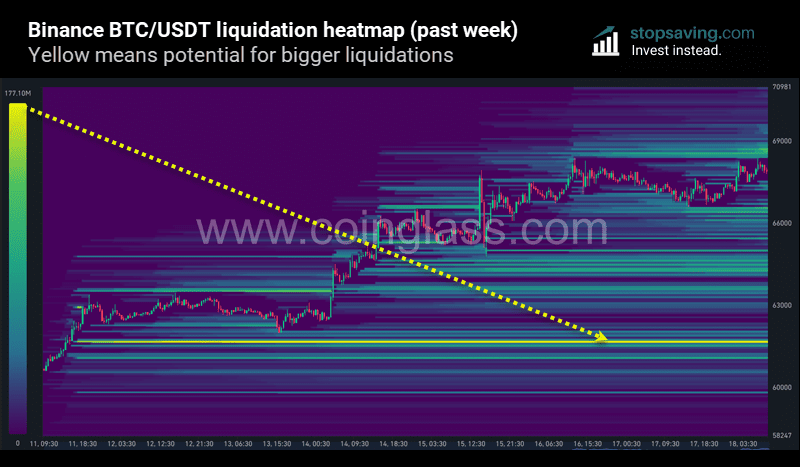 Binance BTC/USDT liquidation heatmap (past week)
Yellow means potential for bigger liquidations
stopsaving.com
Invest instead.
177.10M
70981
69000
66000
www.coinglass.com
63000
60000
58247
0
11, 09:30 11, 18:30 12, 03:30 12, 12:30 12, 21:30 13, 06:30 13, 15:30 14, 00:30 14, 09:30 14, 18:30 15, 03:30 15, 12:30 15, 21:30 16, 06:30 16, 15:30 17, 00:30 17, 09:30 17, 18:30 18, 03:30